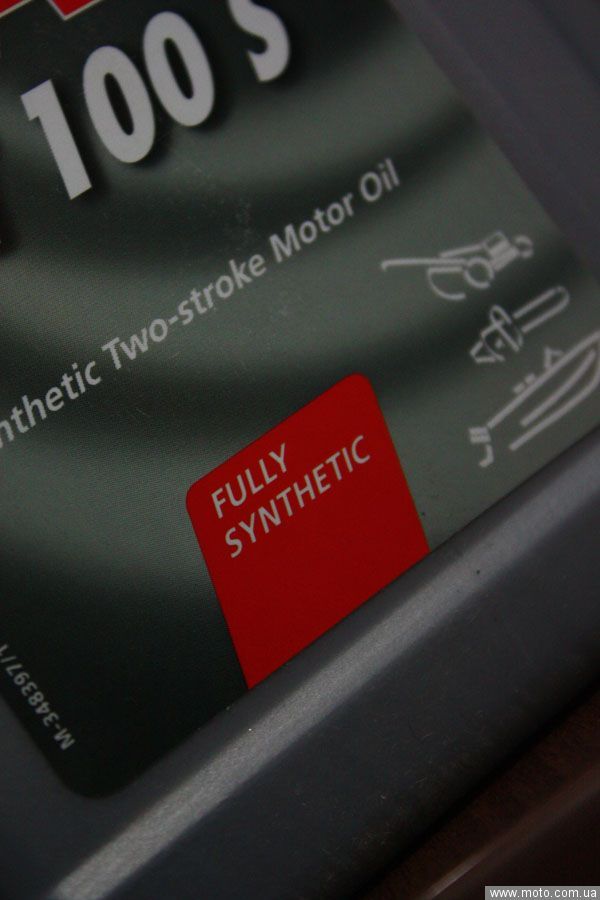 100 S
nthetic Two-stroke Motor Oil
FULLY
SYNTHETIC
M-348397/1
www.moto.com.ua